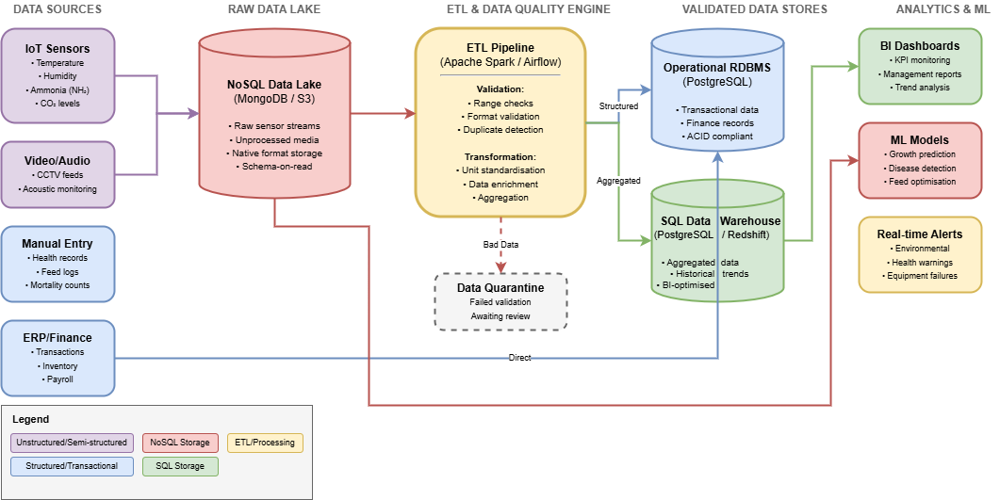 DATA SOURCES
RAW DATA LAKE
ETL & DATA QUALITY ENGINE
VALIDATED DATA STORES
ANALYTICS & ML
IoT Sensors
• Temperature
• Humidity
• Ammonia (NH₃)
• CO₂ levels
Video/Audio
• CCTV feeds
• Acoustic monitoring
Manual Entry
• Health records
• Feed logs
• Mortality counts
ERP/Finance
• Transactions
• Inventory
• Payroll
NoSQL Data Lake
(MongoDB / S3)
• Raw sensor streams
• Unprocessed media
• Native format storage
• Schema-on-read
ETL Pipeline
(Apache Spark / Airflow)
Validation:
• Range checks
• Format validation
• Duplicate detection
Transformation:
• Unit standardisation
• Data enrichment
• Aggregation
Bad Data
Data Quarantine
Failed validation
Awaiting review
Structured
Aggregated
Direct
Operational RDBMS
(PostgreSQL)
• Transactional data
• Finance records
• ACID compliant
SQL Data Warehouse
(PostgreSQL / Redshift)
• Aggregated data
• Historical trends
• BI-optimised
BI Dashboards
• KPI monitoring
• Management reports
• Trend analysis
ML Models
• Growth prediction
• Disease detection
• Feed optimisation
Real-time Alerts
• Environmental
• Health warnings
• Equipment failures
Legend
Unstructured/Semi-structured
NoSQL Storage
ETL/Processing
Structured/Transactional
SQL Storage